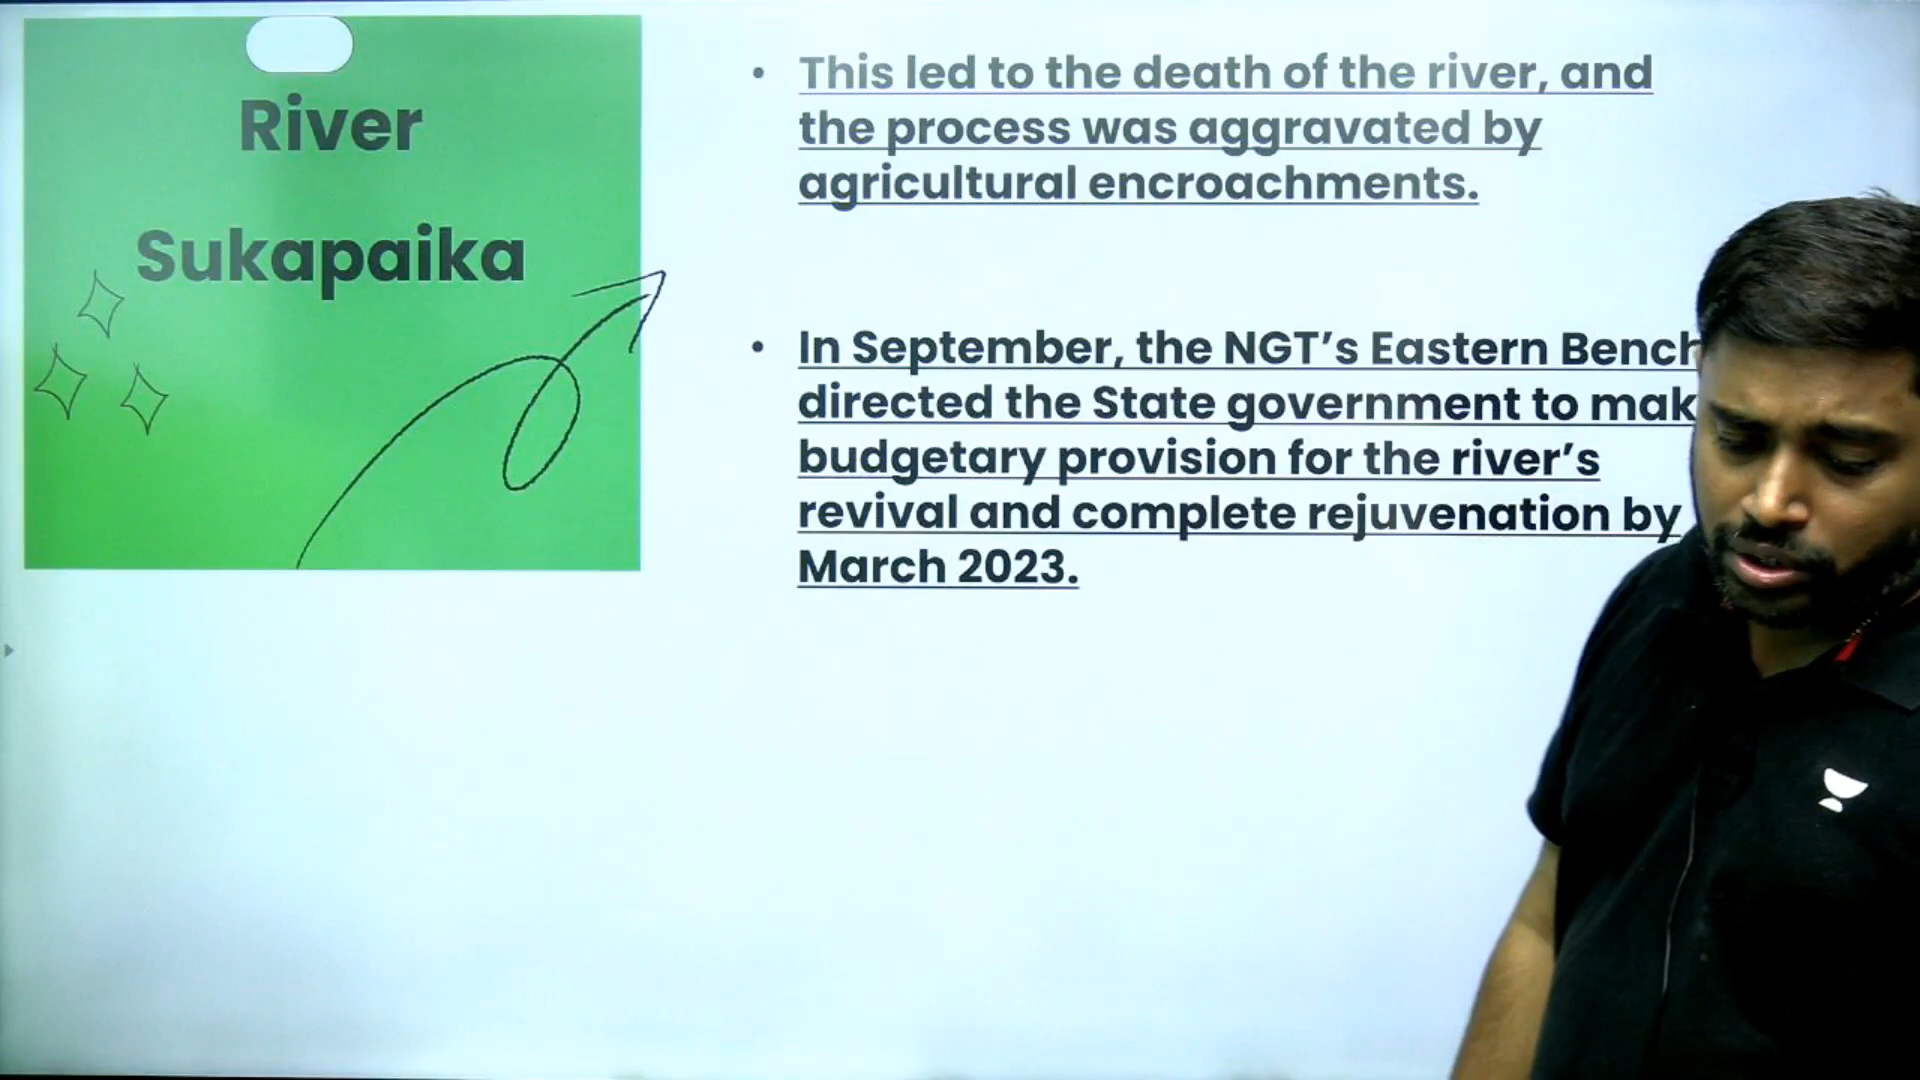 River
Sukapaika
• This led to the death of the river, and
the process was aggravated by
agricultural encroachments.
• In September, the NGT’s Eastern Bench
directed the State government to mak
budgetary provision for the river’s
revival and complete rejuvenation by
March 2023.